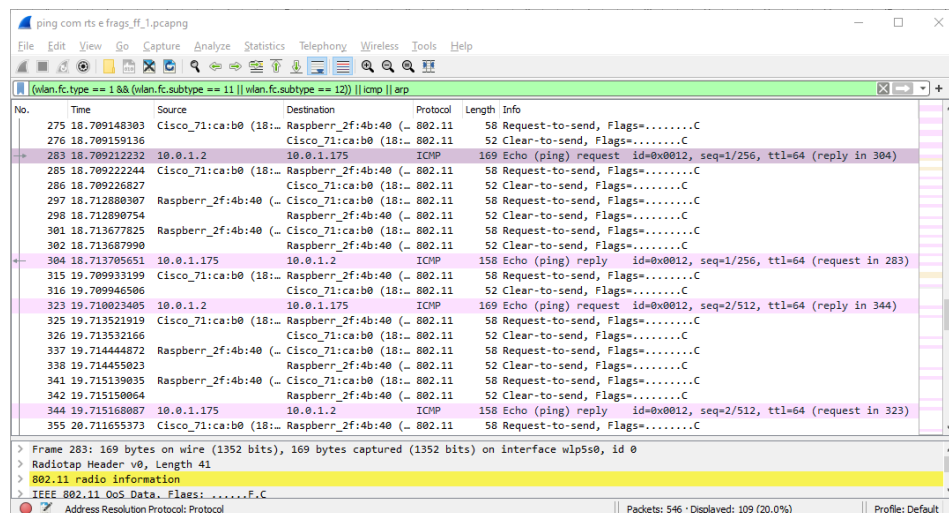 ping com rts e frags_ff_1.pcapng
File Edit View Go Capture Analyze Statistics Telephony Wireless Tools Help
(wlan.fc.type == 1 && (wlan.fc.subtype == 11 || wlan.fc.subtype == 12)) || icmp || arp
No. Time Source Destination Protocol Length Info
275 18.709148303 Cisco_71:ca:b0 (18:… Raspberr_2f:4b:40 (… 802.11 58 Request-to-send, Flags=........C
276 18.709159136 Cisco_71:ca:b0 (18:… 802.11 52 Clear-to-send, Flags=........C
283 18.709212232 10.0.1.2 10.0.1.175 ICMP 169 Echo (ping) request id=0x0012, seq=1/256, ttl=64 (reply in 304)
285 18.709222244 Cisco_71:ca:b0 (18:… Raspberr_2f:4b:40 (… 802.11 58 Request-to-send, Flags=........C
286 18.709226827 Cisco_71:ca:b0 (18:… 802.11 52 Clear-to-send, Flags=........C
297 18.712880307 Raspberr_2f:4b:40 (… Cisco_71:ca:b0 (18:… 802.11 58 Request-to-send, Flags=........C
298 18.712890754 Raspberr_2f:4b:40 (… 802.11 52 Clear-to-send, Flags=........C
301 18.713677825 Raspberr_2f:4b:40 (… Cisco_71:ca:b0 (18:… 802.11 58 Request-to-send, Flags=........C
302 18.713687990 Raspberr_2f:4b:40 (… 802.11 52 Clear-to-send, Flags=........C
304 18.713705651 10.0.1.175 10.0.1.2 ICMP 158 Echo (ping) reply id=0x0012, seq=1/256, ttl=64 (request in 283)
315 19.709933199 Cisco_71:ca:b0 (18:… Raspberr_2f:4b:40 (… 802.11 58 Request-to-send, Flags=........C
316 19.709946506 Cisco_71:ca:b0 (18:… 802.11 52 Clear-to-send, Flags=........C
323 19.710023405 10.0.1.2 10.0.1.175 ICMP 169 Echo (ping) request id=0x0012, seq=2/512, ttl=64 (reply in 344)
325 19.713521919 Cisco_71:ca:b0 (18:… Raspberr_2f:4b:40 (… 802.11 58 Request-to-send, Flags=........C
326 19.713532166 Cisco_71:ca:b0 (18:… 802.11 52 Clear-to-send, Flags=........C
337 19.714444872 Raspberr_2f:4b:40 (… Cisco_71:ca:b0 (18:… 802.11 58 Request-to-send, Flags=........C
338 19.714455023 Raspberr_2f:4b:40 (… 802.11 52 Clear-to-send, Flags=........C
341 19.715139035 Raspberr_2f:4b:40 (… Cisco_71:ca:b0 (18:… 802.11 58 Request-to-send, Flags=........C
342 19.715150064 Raspberr_2f:4b:40 (… 802.11 52 Clear-to-send, Flags=........C
344 19.715168087 10.0.1.175 10.0.1.2 ICMP 158 Echo (ping) reply id=0x0012, seq=2/512, ttl=64 (request in 323)
355 20.711655373 Cisco_71:ca:b0 (18:… Raspberr_2f:4b:40 (… 802.11 58 Request-to-send, Flags=........C
> Frame 283: 169 bytes on wire (1352 bits), 169 bytes captured (1352 bits) on interface wlp5s0, id 0
> Radiotap Header v0, Length 41
> 802.11 radio information
> IEEE 802.11 QoS Data, Flags: ......F.C
Address Resolution Protocol: Protocol Packets: 546 · Displayed: 109 (20.0%) Profile: Default